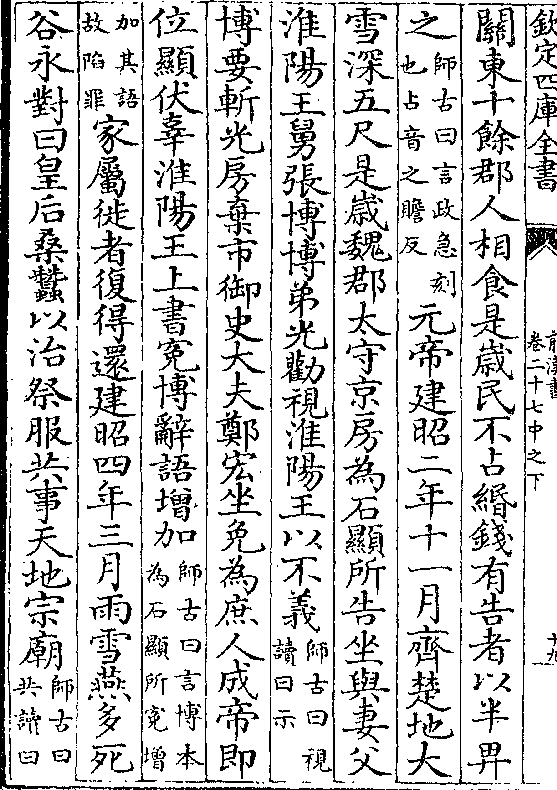 欽定四庫全書
前漢書
卷二十七中之下
十九
關東十餘郡人相食是歲民不占緡錢有告者以半畀
之師古曰言政急刻也占音之贍反元帝建昭二年十一月齊楚地大
雪深五尺是歲魏郡太守京房為石顯所告坐與妻父
淮陽王舅張博博弟光勸視淮陽王以不義師古曰視讀曰示
博要斬光房棄市御史大夫鄭宏坐免為庶人成帝即
位顯伏辜淮陽王上書寃博辭語增加師古曰言博本為石顯所寃增
加其語故陷罪家屬徙者復得還建昭四年三月雨雪燕多死
谷永對曰皇后桑蠶以治祭服共事天地宗廟師古曰共讀曰